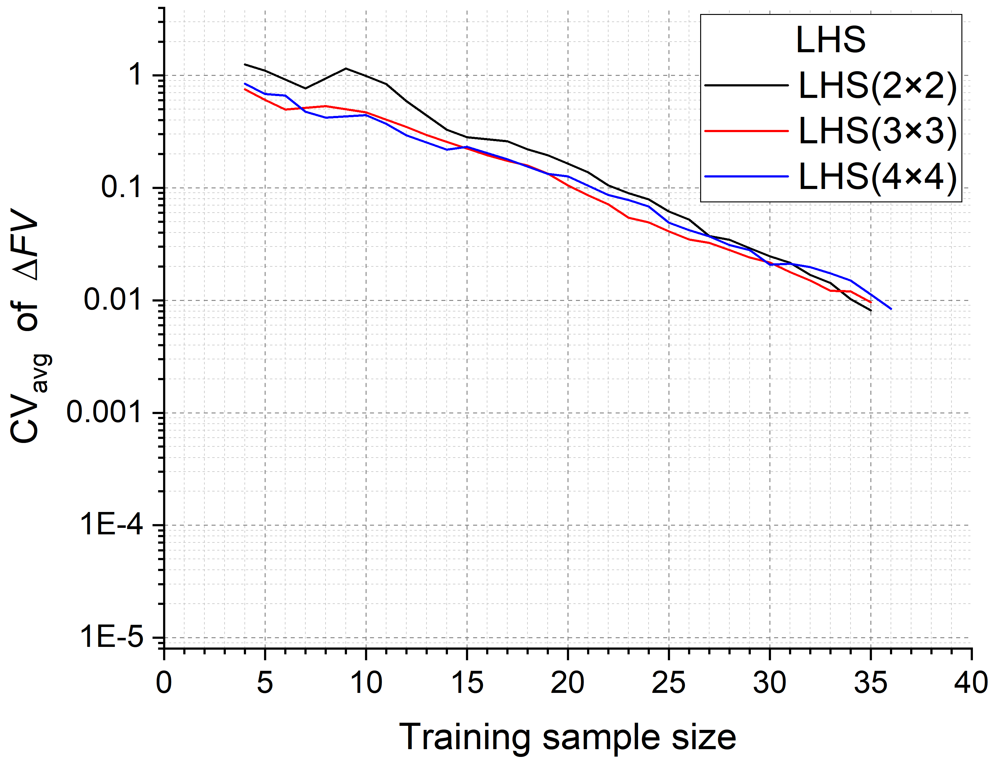 LHS
LHS(2×2)
LHS(3×3)
LHS(4×4)
1
0.1
0.01
0.001
1E-4
1E-5
CVavg of ΔFV
0 5 10 15 20 25 30 35 40
Training sample size